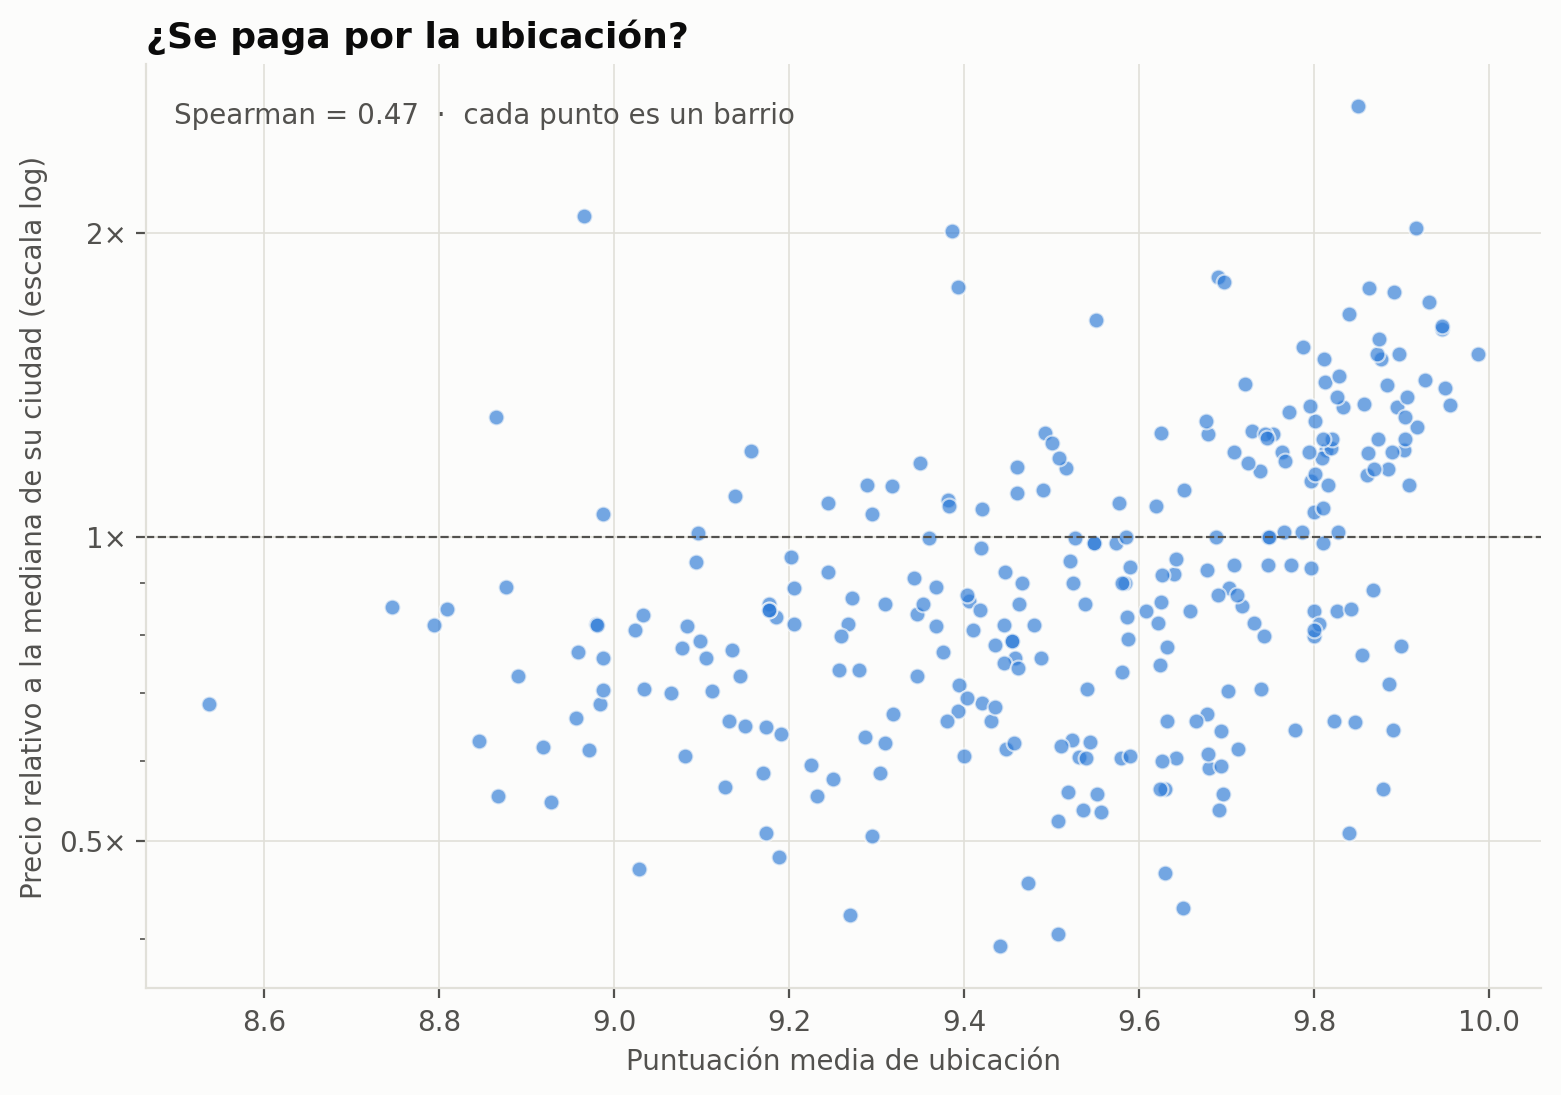 ¿Se paga por la ubicación?
Spearman = 0.47 · cada punto es un barrio
Precio relativo a la mediana de su ciudad (escala log)
2×
1×
0.5×
8.6 8.8 9.0 9.2 9.4 9.6 9.8 10.0
Puntuación media de ubicación